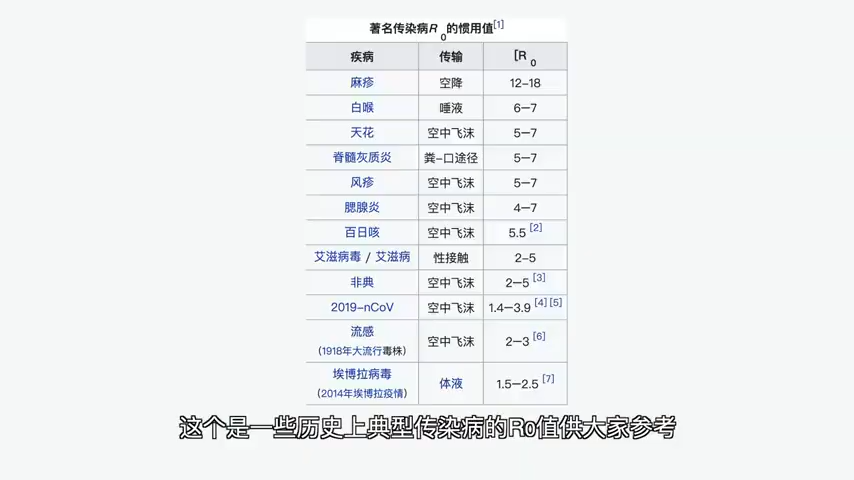 著名传染病R0的惯用值[1]
疾病 传输 [R0
麻疹 空降 12–18
白喉 唾液 6–7
天花 空中飞沫 5–7
脊髓灰质炎 粪–口途径 5–7
风疹 空中飞沫 5–7
腮腺炎 空中飞沫 4–7
百日咳 空中飞沫 5.5 [2]
艾滋病毒 / 艾滋病 性接触 2–5
非典 空中飞沫 2–5 [3]
2019–nCoV 空中飞沫 1.4–3.9 [4] [5]
流感
(1918年大流行毒株) 空中飞沫 2–3 [6]
埃博拉病毒
(2014年埃博拉疫情) 体液 1.5–2.5 [7]
这个是一些历史上典型传染病的R0值供大家参考